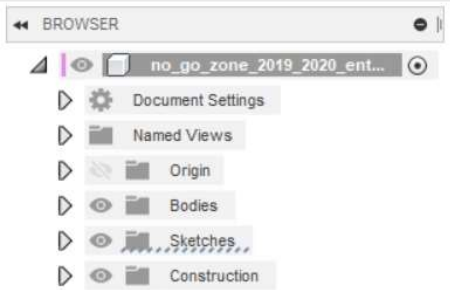 BROWSER
no_go_zone_2019_2020_ent...
Document Settings
Named Views
Origin
Bodies
Sketches
Construction